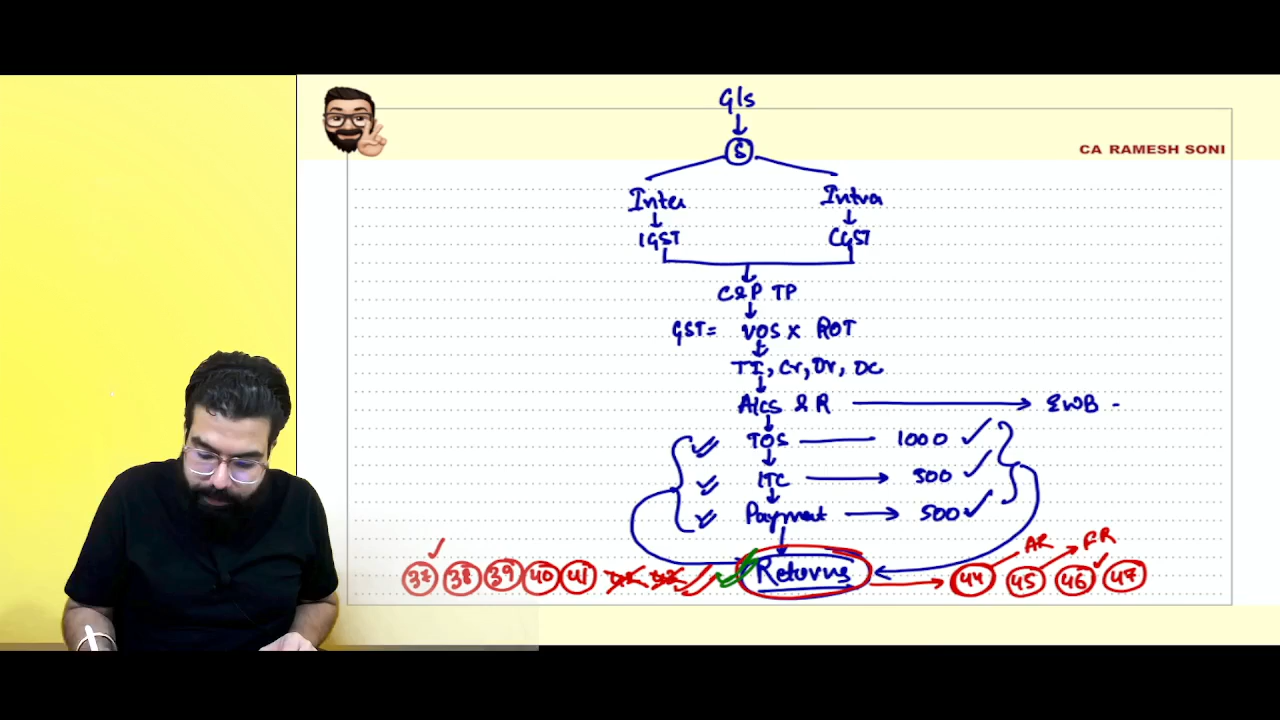 G/s
S
CA RAMESH SONI
Inter Intra
IGST CGST
C&P TP
GST = VOS x ROT
TI, Cr, Dr, DC
A/cs & R EWB
TOS 1000
ITC 500
Payment 500
AR RR
37 38 39 40 41 Returns 44 45 46 47